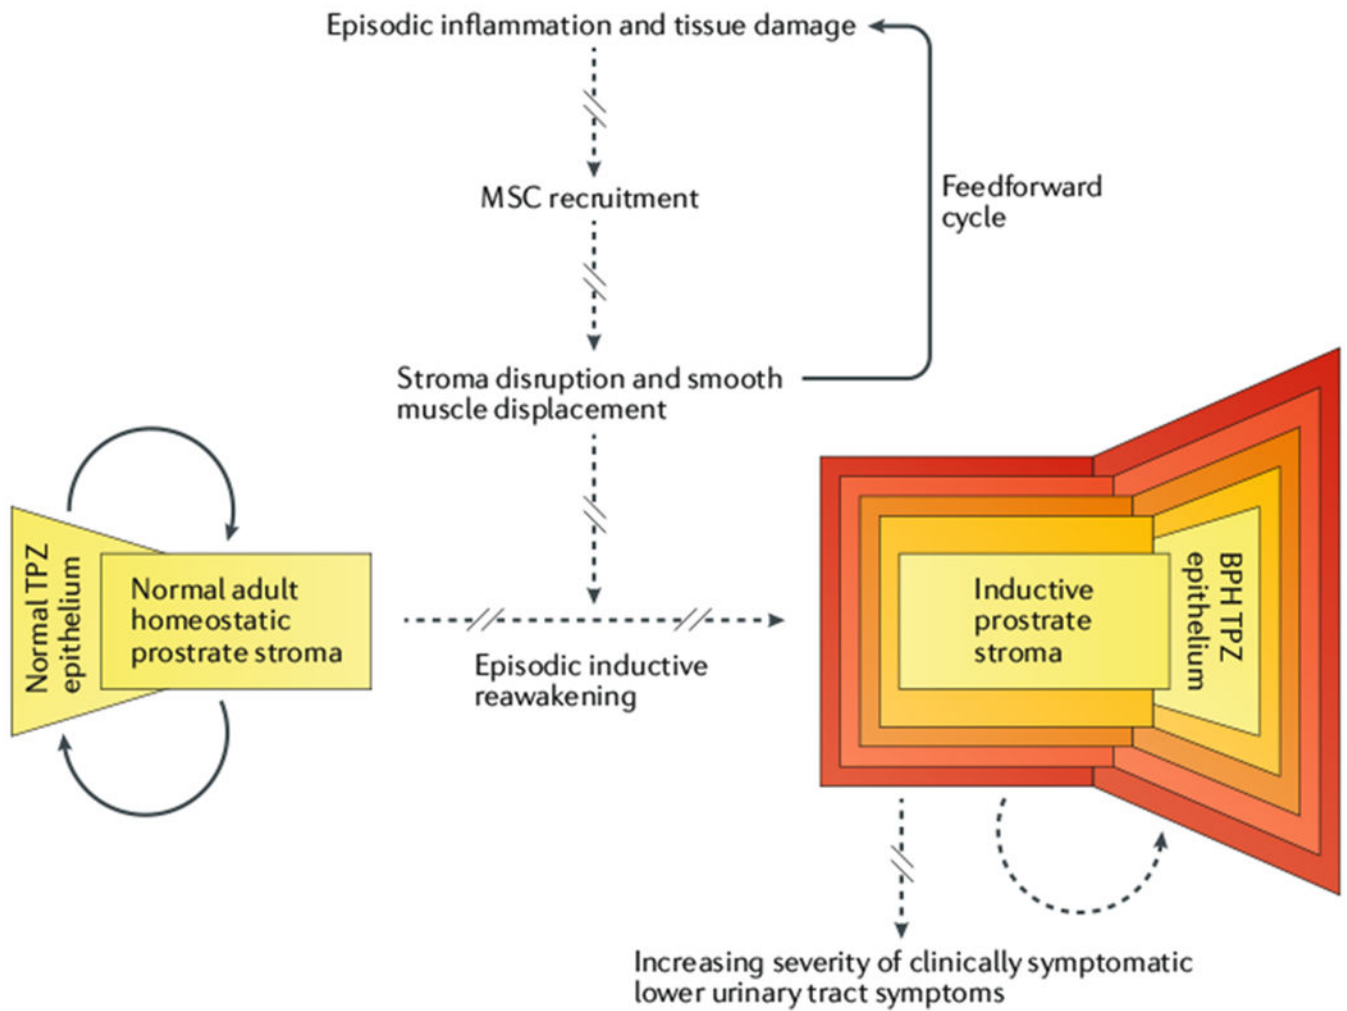 Episodic inflammation and tissue damage
MSC recruitment
Feedforward
cycle
Stroma disruption and smooth
muscle displacement
Normal TPZ
epithelium
Normal adult
homeostatic
prostrate stroma
Episodic inductive
reawakening
Inductive
prostrate
stroma
BPH TPZ
epithelium
Increasing severity of clinically symptomatic
lower urinary tract symptoms